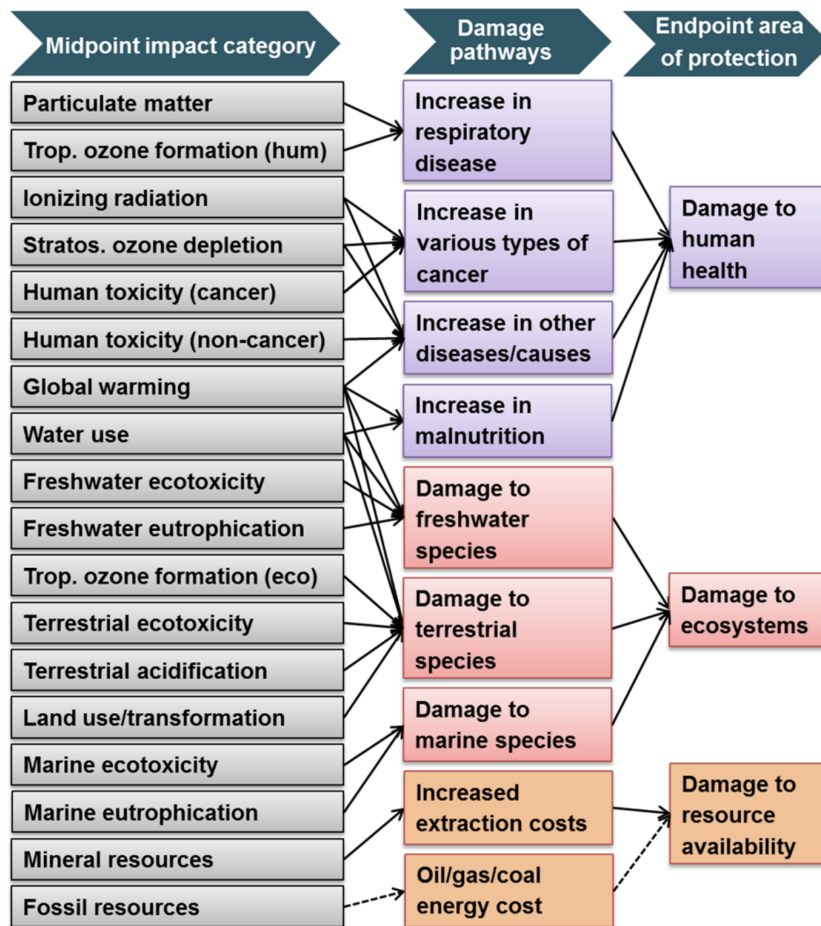 Midpoint impact category
Damage
pathways
Endpoint area
of protection
Particulate matter
Trop. ozone formation (hum)
Ionizing radiation
Stratos. ozone depletion
Human toxicity (cancer)
Human toxicity (non-cancer)
Global warming
Water use
Freshwater ecotoxicity
Freshwater eutrophication
Trop. ozone formation (eco)
Terrestrial ecotoxicity
Terrestrial acidification
Land use/transformation
Marine ecotoxicity
Marine eutrophication
Mineral resources
Fossil resources
Increase in
respiratory
disease
Increase in
various types of
cancer
Increase in other
diseases/causes
Increase in
malnutrition
Damage to
freshwater
species
Damage to
terrestrial
species
Damage to
marine species
Increased
extraction costs
Oil/gas/coal
energy cost
Damage to
human
health
Damage to
ecosystems
Damage to
resource
availability